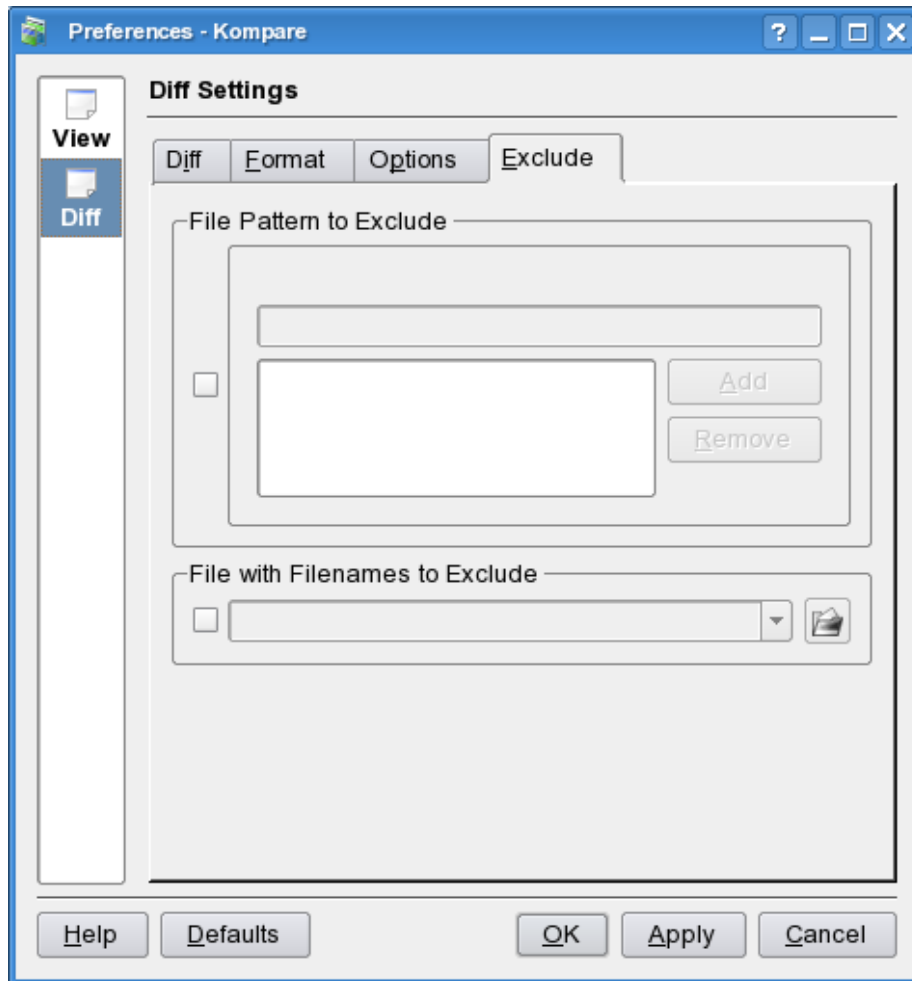 Preferences - Kompare
?
View
Diff
Diff Settings
Diff Format Options Exclude
File Pattern to Exclude
Add
Remove
File with Filenames to Exclude
Help Defaults OK Apply Cancel